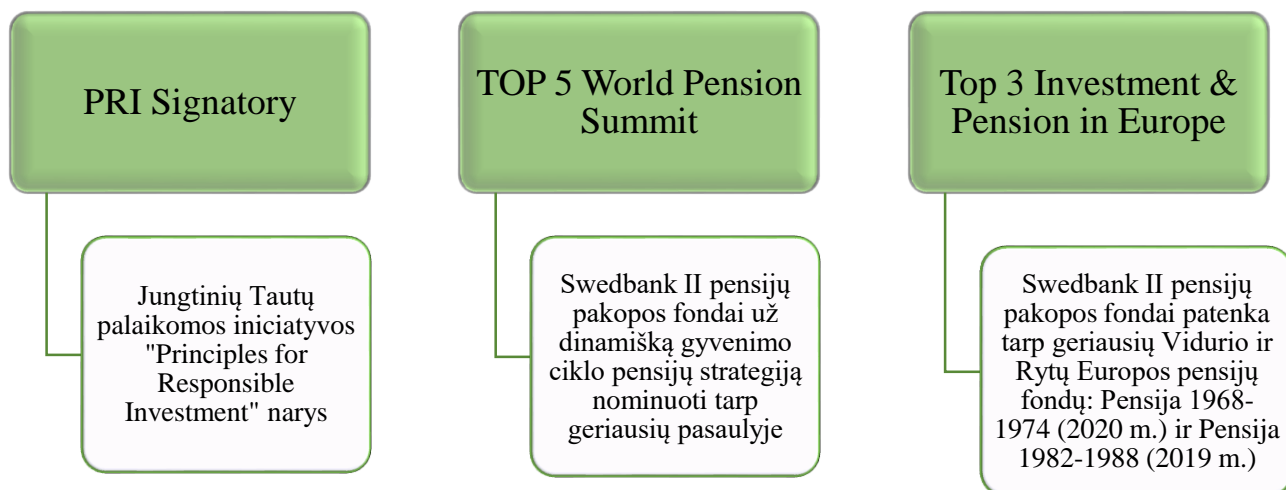 PRI Signatory
Jungtinių Tautų
palaikomos iniciatyvos
"Principles for
Responsible
Investment" narys
TOP 5 World Pension
Summit
Swedbank II pensijų
pakopos fondai už
dinamišką gyvenimo
ciklo pensijų strategiją
nominuoti tarp
geriausių pasaulyje
Top 3 Investment &
Pension in Europe
Swedbank II pensijų
pakopos fondai patenka
tarp geriausių Vidurio ir
Rytų Europos pensijų
fondų: Pensija 1968-
1974 (2020 m.) ir Pensija
1982-1988 (2019 m.)